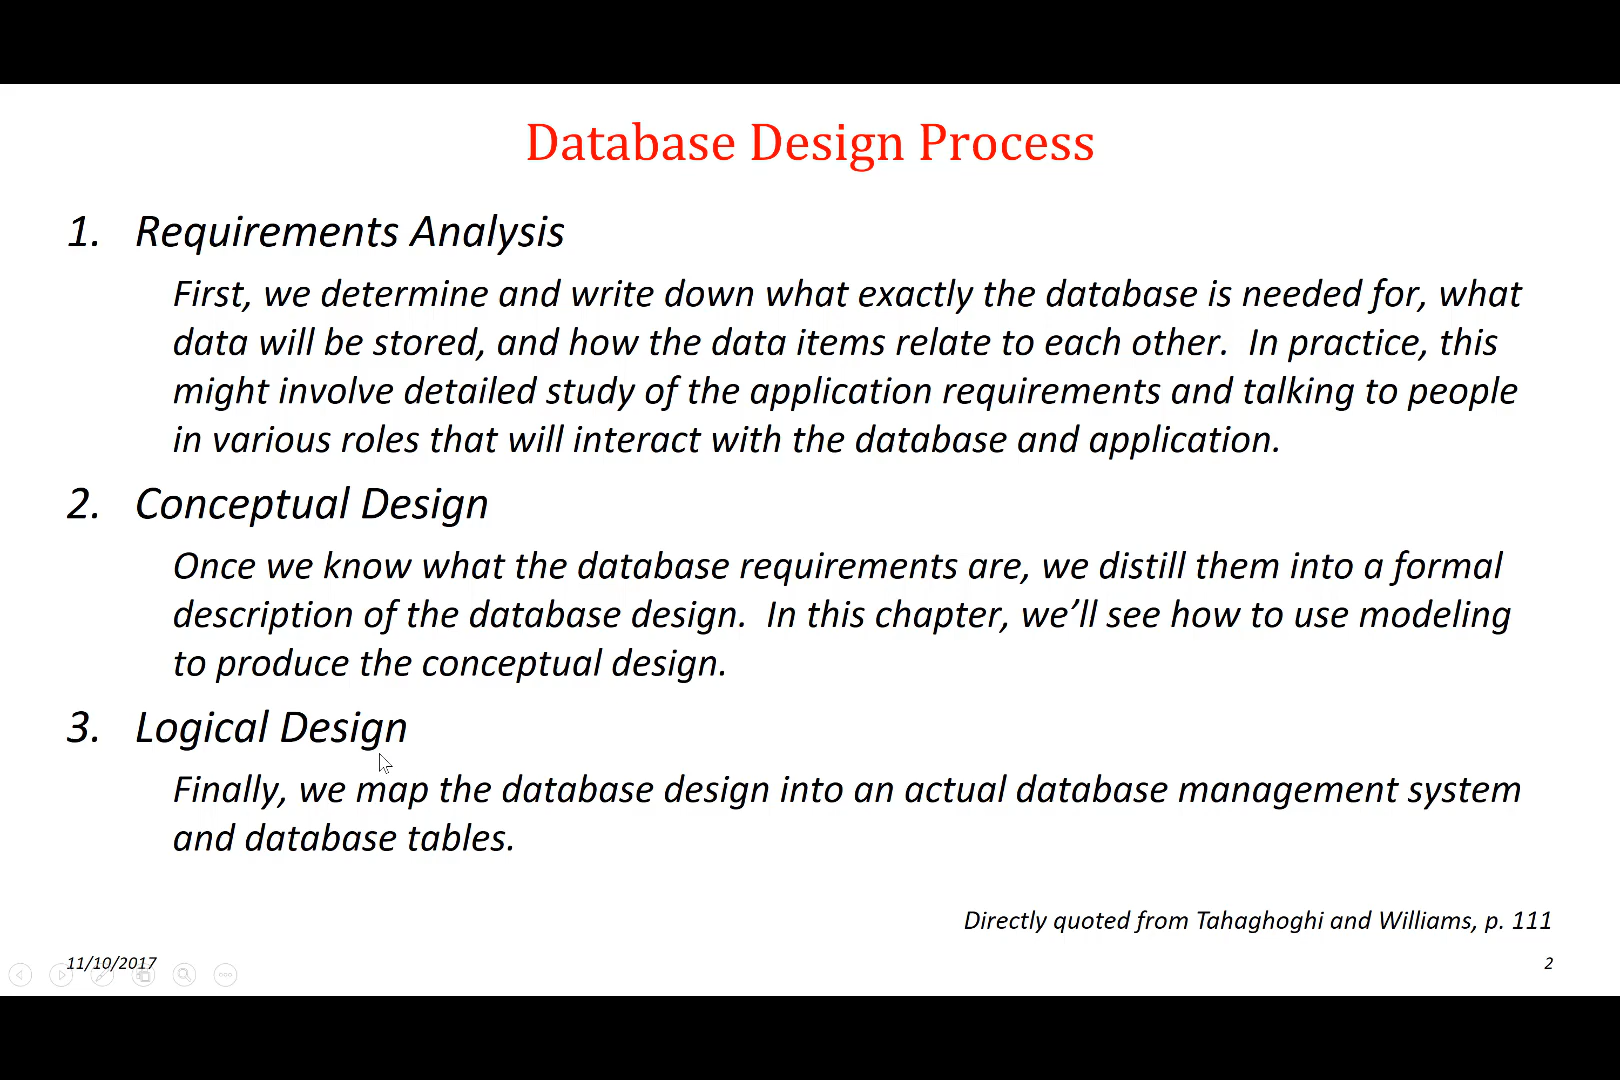 Database Design Process
1. Requirements Analysis
First, we determine and write down what exactly the database is needed for, what
data will be stored, and how the data items relate to each other.  In practice, this
might involve detailed study of the application requirements and talking to people
in various roles that will interact with the database and application.
2. Conceptual Design
Once we know what the database requirements are, we distill them into a formal
description of the database design.  In this chapter, we’ll see how to use modeling
to produce the conceptual design.
3. Logical Design
Finally, we map the database design into an actual database management system
and database tables.
Directly quoted from Tahaghoghi and Williams, p. 111
11/10/2017
2